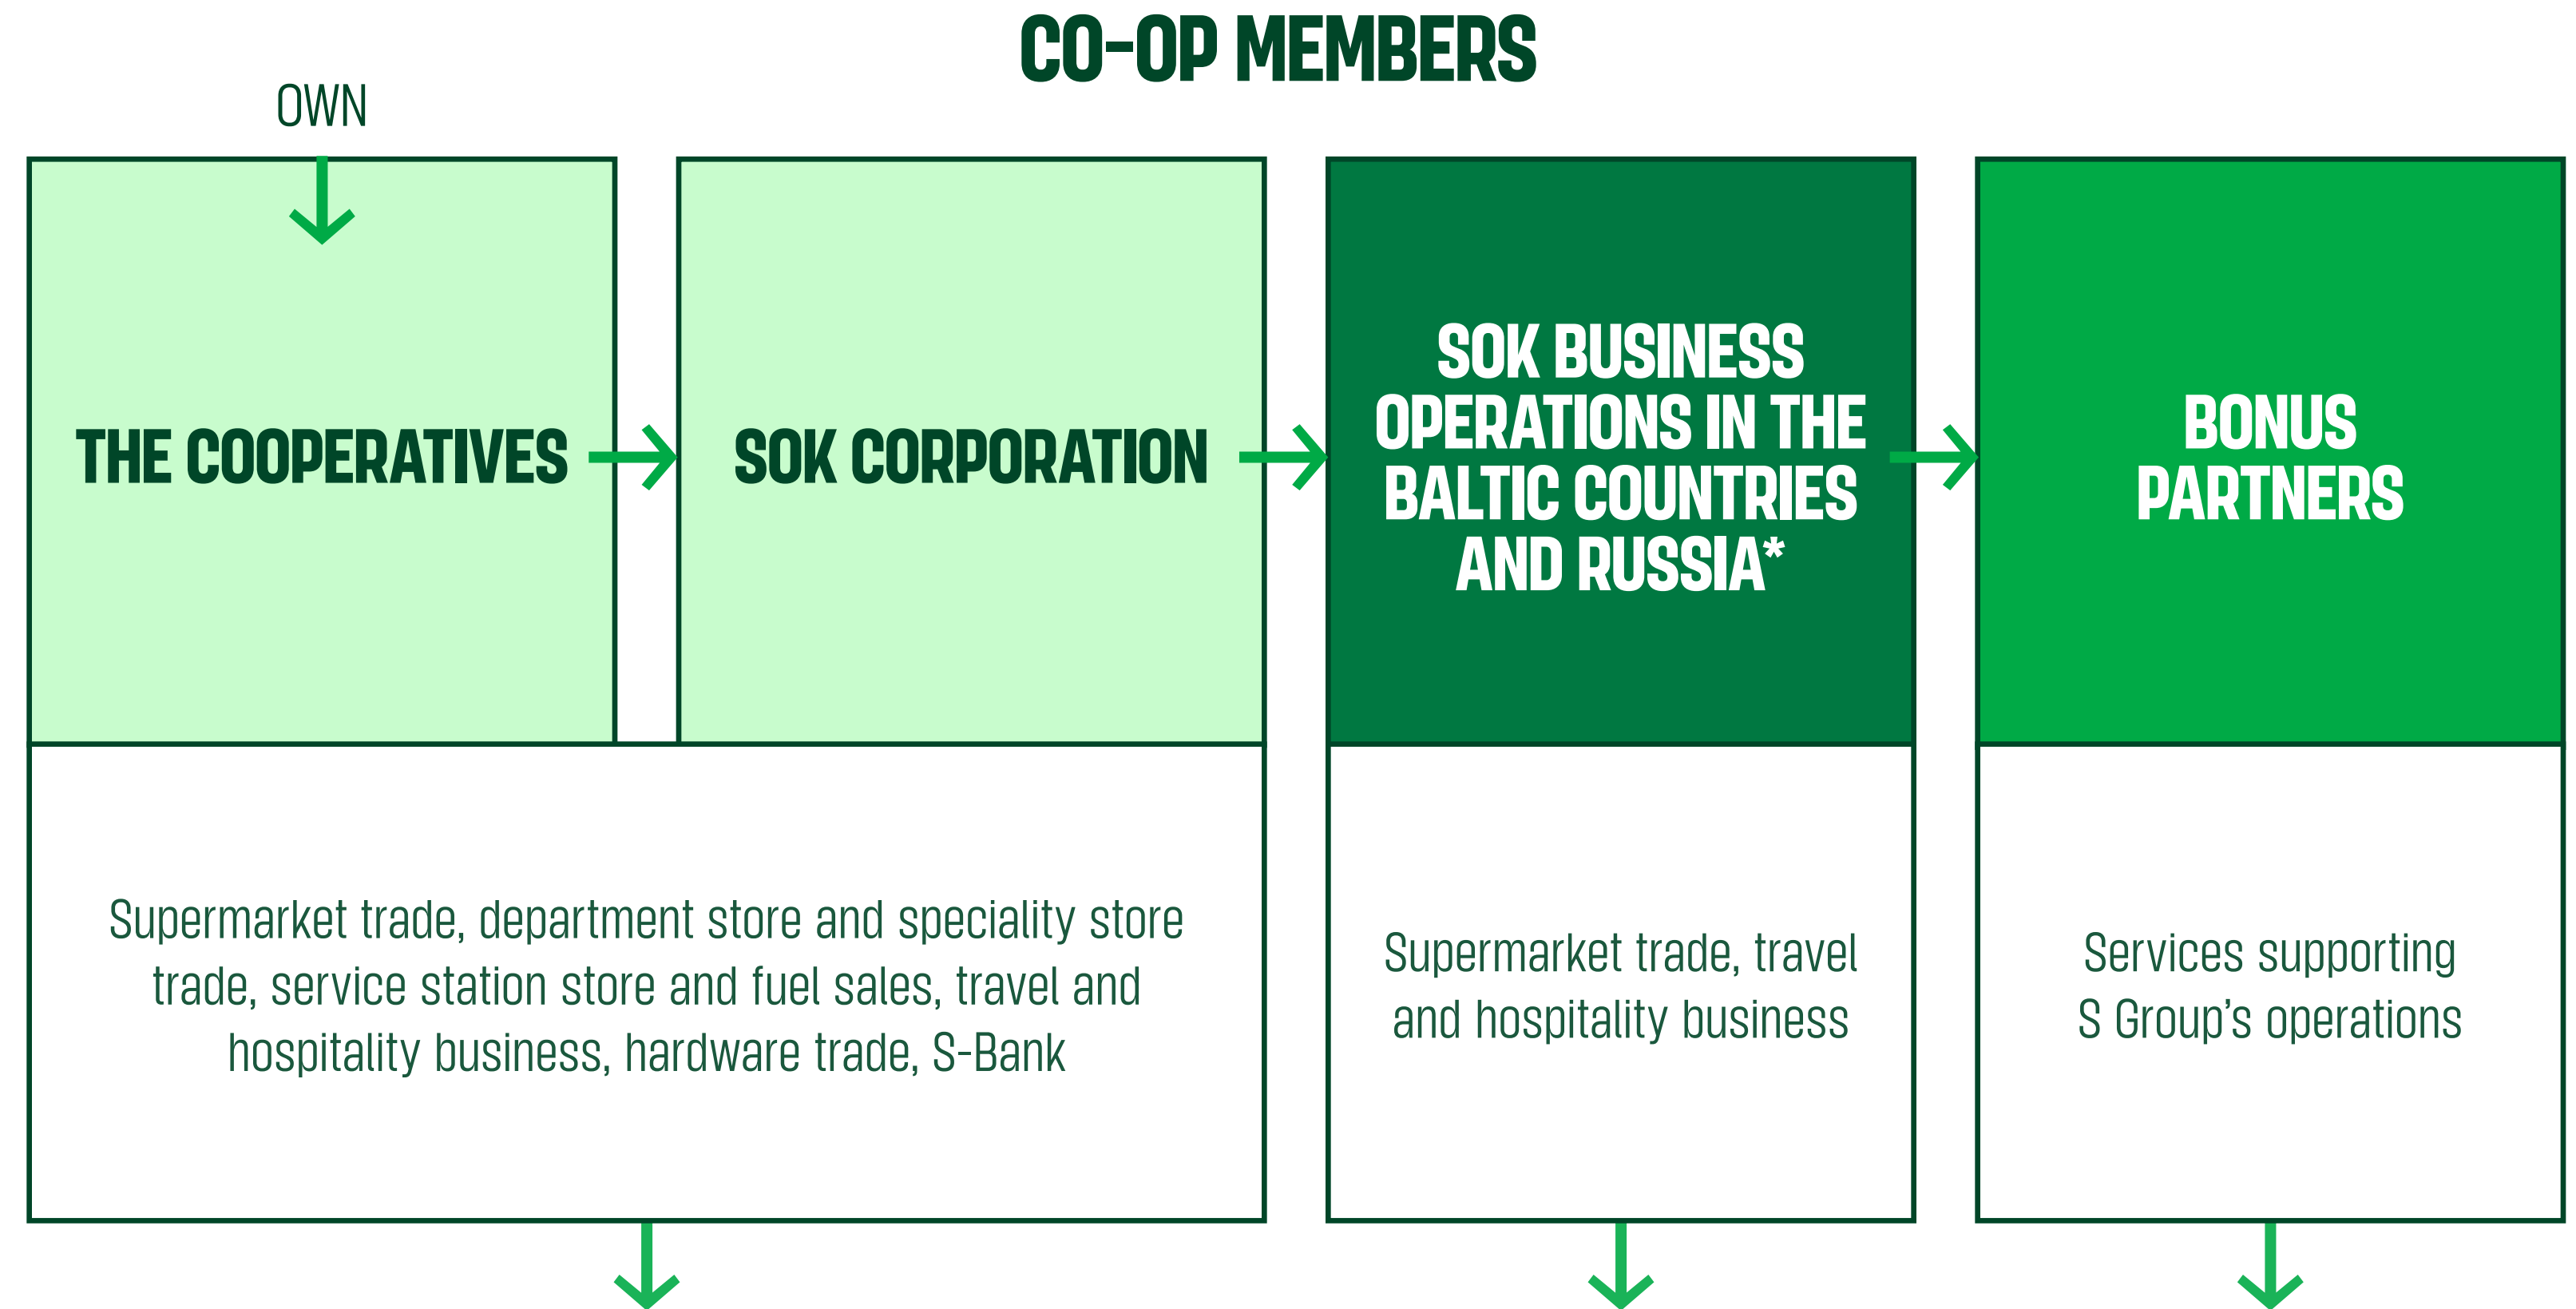 CO-OP MEMBERS
OWN
THE COOPERATIVES
SOK CORPORATION
SOK BUSINESS
OPERATIONS IN THE
BALTIC COUNTRIES
AND RUSSIA*
BONUS
PARTNERS
Supermarket trade, department store and speciality store
trade, service station store and fuel sales, travel and
hospitality business, hardware trade, S-Bank
Supermarket trade, travel
and hospitality business
Services supporting
S Group’s operations